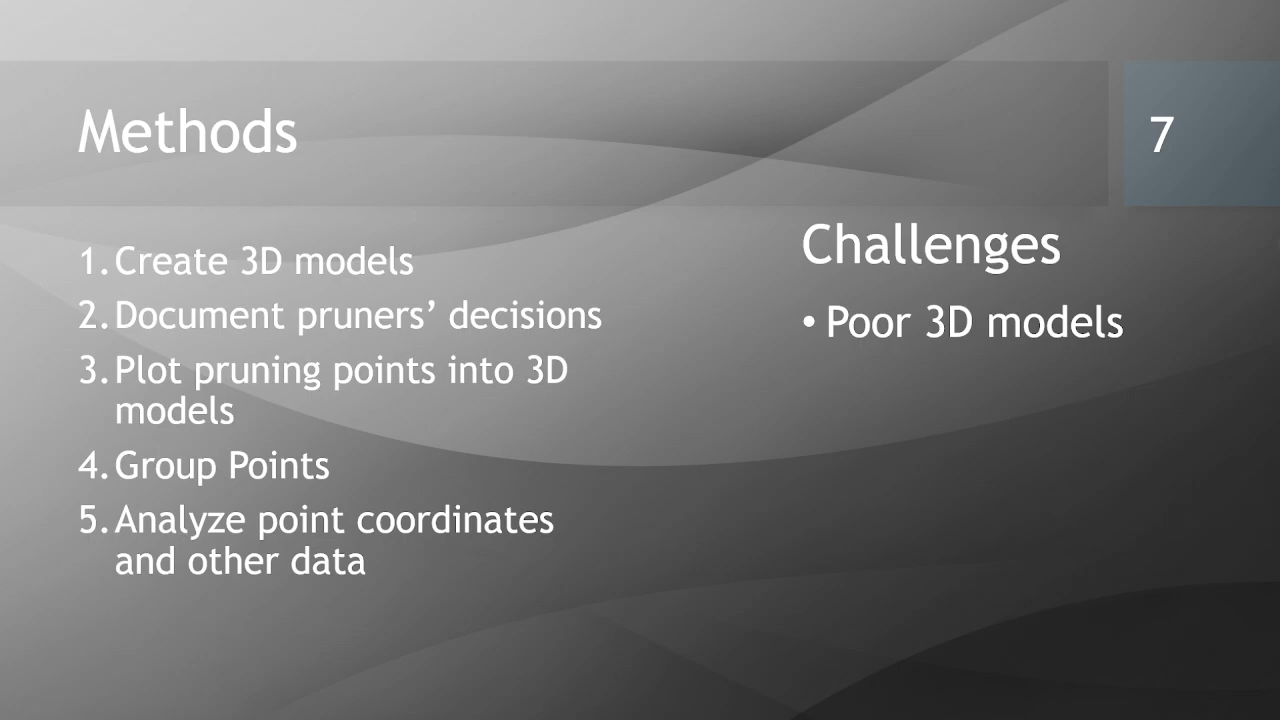 Methods
7
1. Create 3D models
2. Document pruners’ decisions
3. Plot pruning points into 3D
models
4. Group Points
5. Analyze point coordinates
and other data
Challenges
• Poor 3D models